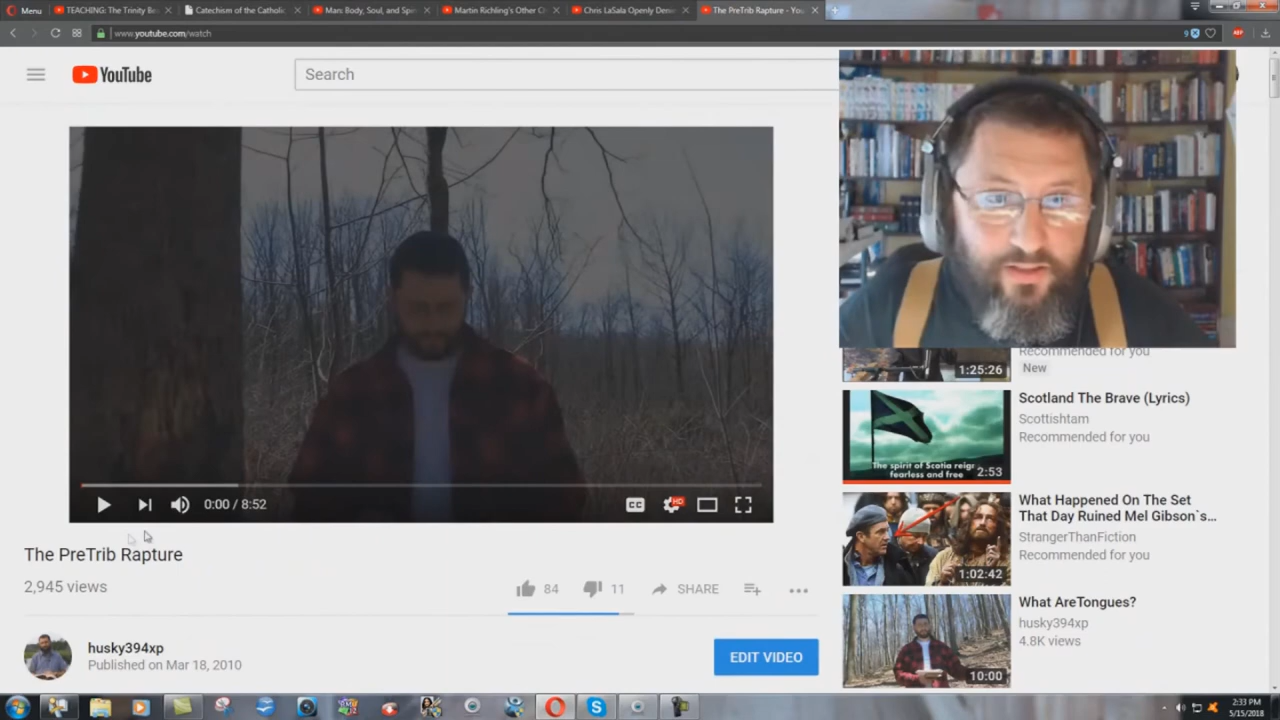 Menu
TEACHING: The Trinity Be
Catechism of the Catholic
Man: Body, Soul, and Spi
Martin Richling's Other C
Chris LaSala Openly Deni
The PreTrib Rapture - You
www.youtube.com/watch
9
ABP
YouTube
Search
1:25:26
Recommended for you
New
Scotland The Brave (Lyrics)
Scottishtam
Recommended for you
The spirit of Scotia reign
fearless and free
2:53
What Happened On The Set
That Day Ruined Mel Gibson`s...
StrangerThanFiction
Recommended for you
1:02:42
What AreTongues?
husky394xp
4.8K views
10:00
0:00 / 8:52
CC
HD
The PreTrib Rapture
2,945 views
84
11
SHARE
husky394xp
Published on Mar 18, 2010
EDIT VIDEO
2:33 PM
5/15/2018